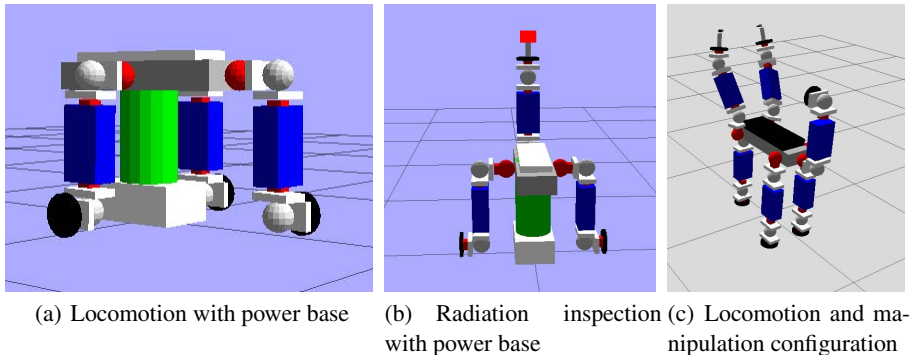 (a) Locomotion with power base
(b) Radiation inspection
with power base
(c) Locomotion and ma-
nipulation configuration